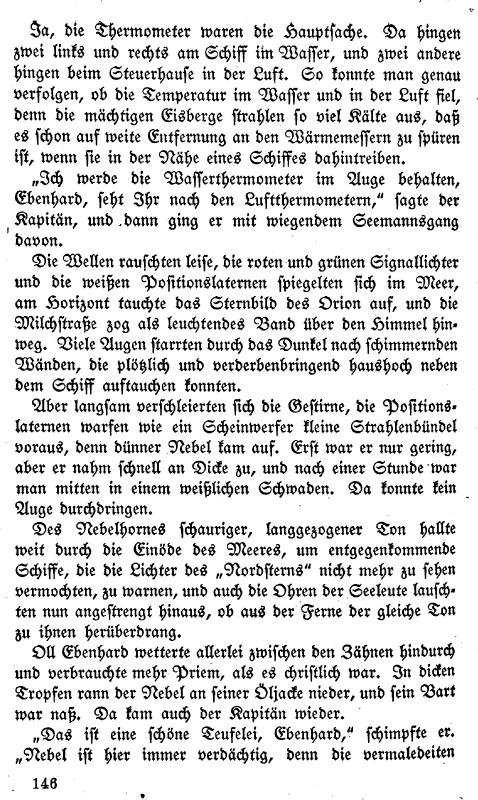 Ja, die Thermometer waren die Hauptsache. Da hingen
zwei links und rechts am Schiff im Wasser, und zwei andere
hingen beim Steuerhause in der Luft. So konnte man genau
verfolgen, ob die Temperatur im Wasser und in der Luft fiel,
denn die mächtigen Eisberge strahlen so viel Kälte aus, daß
es schon auf weite Entfernung an den Wärmemessern zu spüren
ist, wenn sie in der Nähe eines Schiffes dahintreiben.
„Ich werde die Wasserthermometer im Auge behalten,
Ebenhard, seht Ihr nach den Luftthermometern,“ sagte der
Kapitän, und dann ging er mit wiegendem Seemannsgang
davon.
Die Wellen rauschten leise, die roten und grünen Signallichter
und die weißen Positionslaternen spiegelten sich im Meer,
am Horizont tauchte das Sternbild des Orion auf, und die
Milchstraße zog als leuchtendes Band über den Himmel hin-
weg. Viele Augen starrten durch das Dunkel nach schimmernden
Wänden, die plötzlich und verderbenbringend haushoch neben
dem Schiff auftauchen konnten.
Aber langsam verschleierten sich die Gestirne, die Positions-
laternen warfen wie ein Scheinwerfer kleine Strahlenbündel
voraus, denn dünner Nebel kam auf. Erst war er nur gering,
aber er nahm schnell an Dicke zu, und nach einer Stunde war
man mitten in einem weißlichen Schwaden. Da konnte kein
Auge durchdringen.
Des Nebelhornes schauriger, langgezogener Ton hallte
weit durch die Einöde des Meeres, um entgegenkommende
Schiffe, die die Lichter des „Nordsterns“ nicht mehr zu sehen
vermochten, zu warnen, und auch die Ohren der Seeleute lausch-
ten nun angestrengt hinaus, ob aus der Ferne der gleiche Ton
zu ihnen herüberdrang.
Oll Ebenhard wetterte allerlei zwischen den Zähnen hindurch
und verbrauchte mehr Priem, als es christlich war. In dicken
Tropfen rann der Nebel an seiner Öljacke nieder, und sein Bart
war naß. Da kam auch der Kapitän wieder.
„Das ist eine schöne Teufelei, Ebenhard,“ schimpfte er.
„Nebel ist hier immer verdächtig, denn die vermaledeiten
146